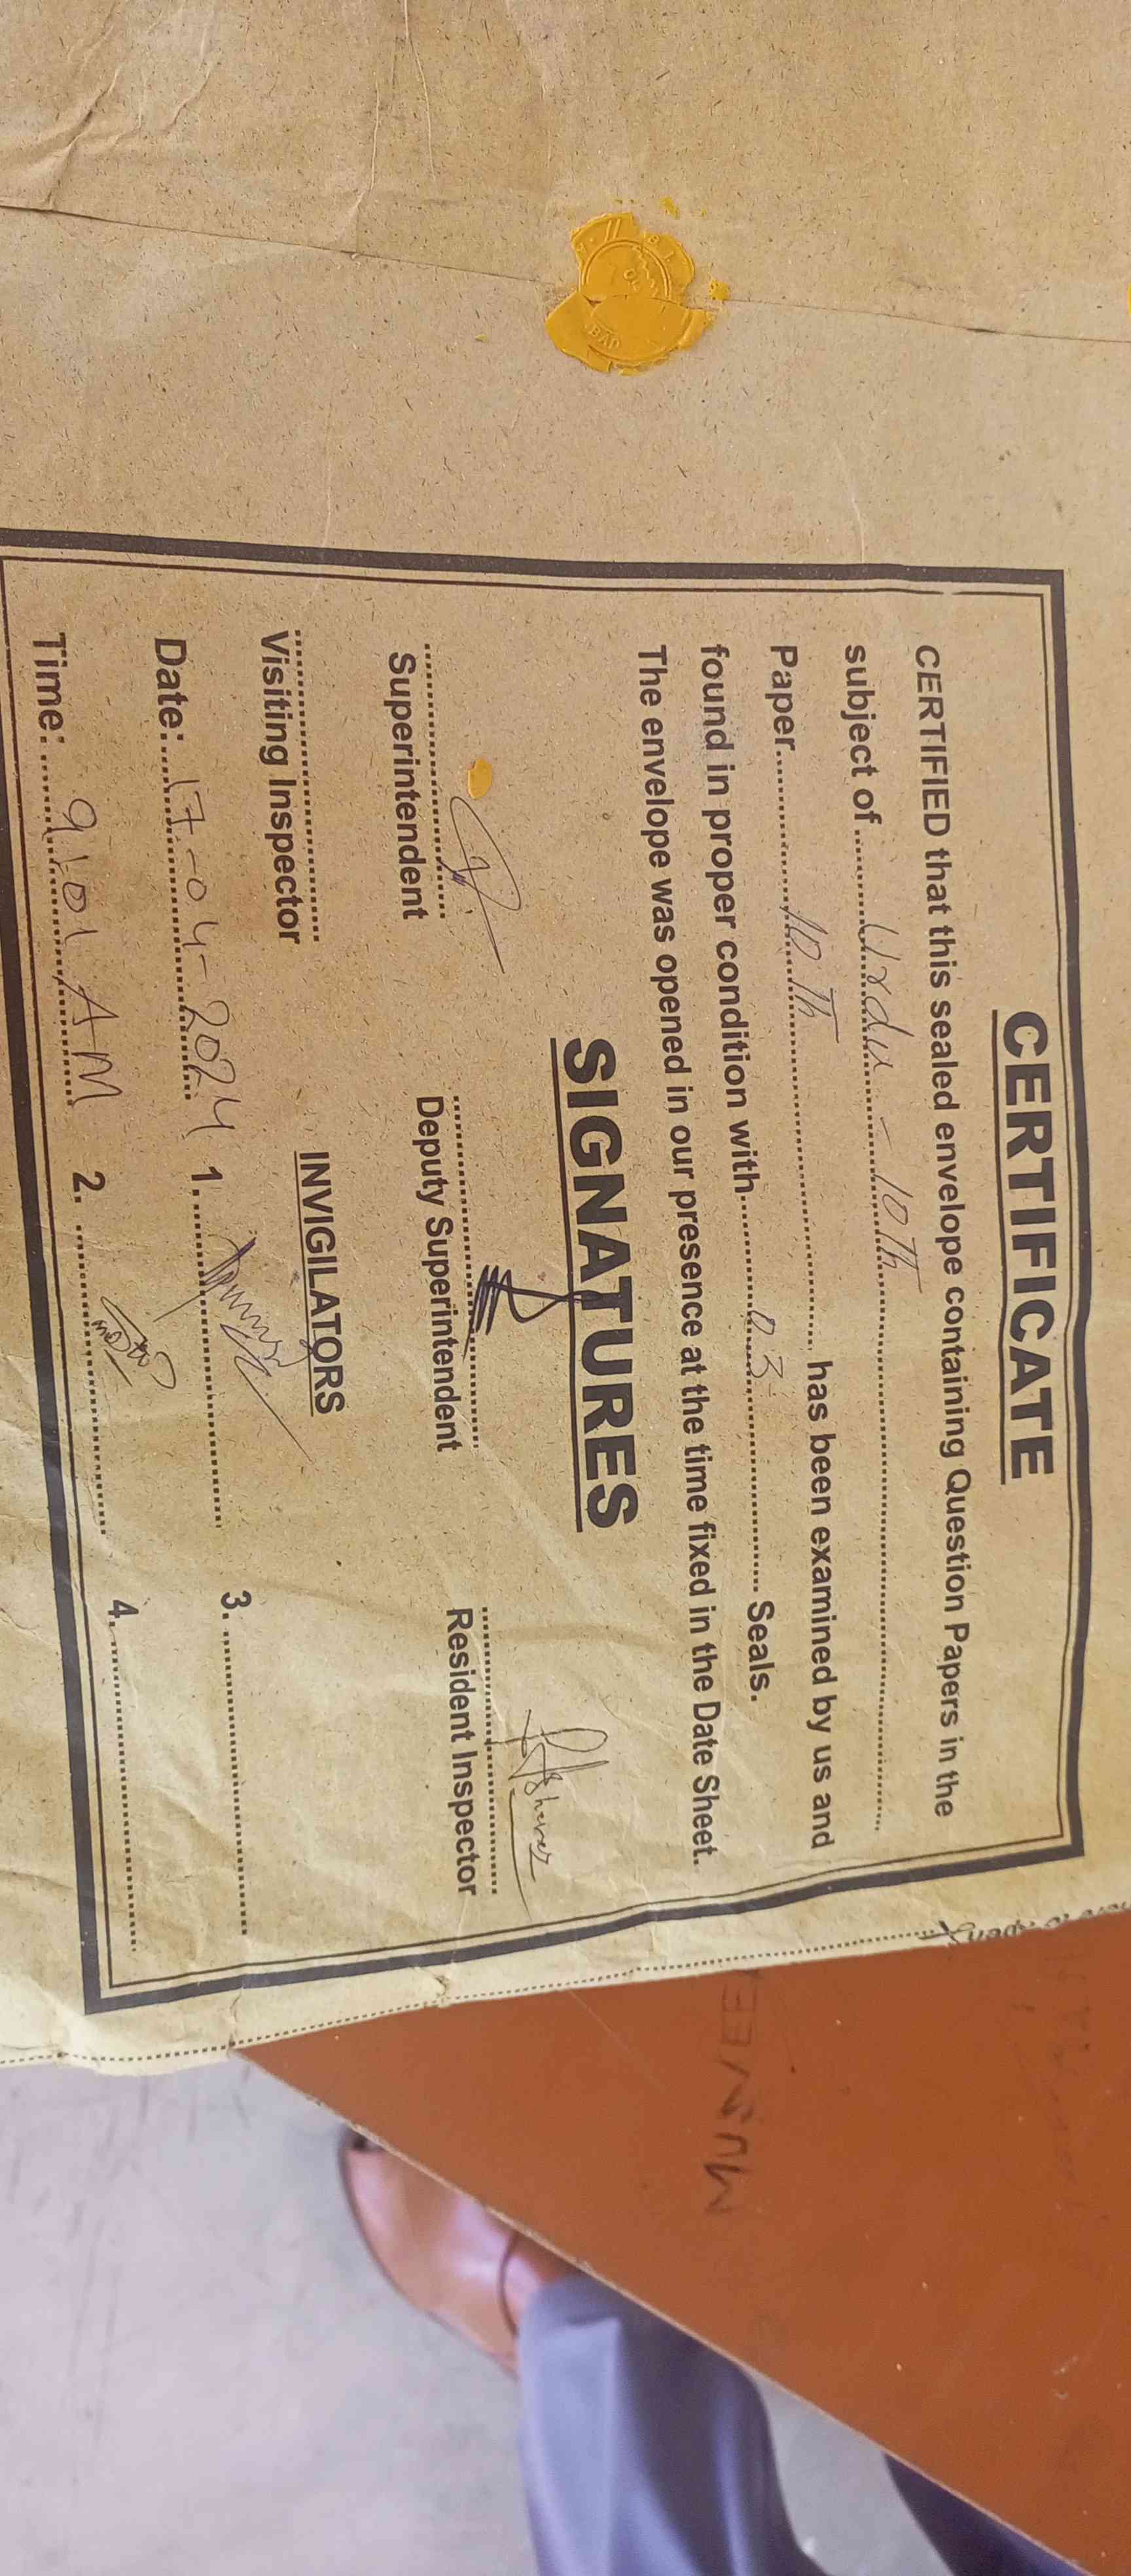 CERTIFICATE
CERTIFIED that this sealed envelope containing Question Papers in the
subject of Urdu - 10Th
Paper 10 Th has been examined by us and
found in proper condition with 03 Seals.
The envelope was opened in our presence at the time fixed in the Date Sheet.
SIGNATURES
Superintendent Deputy Superintendent Resident Inspector
Visiting Inspector
INVIGILATORS
Date: 17-04-2024 1. 3.
Time: 9:01 AM 2. 4.